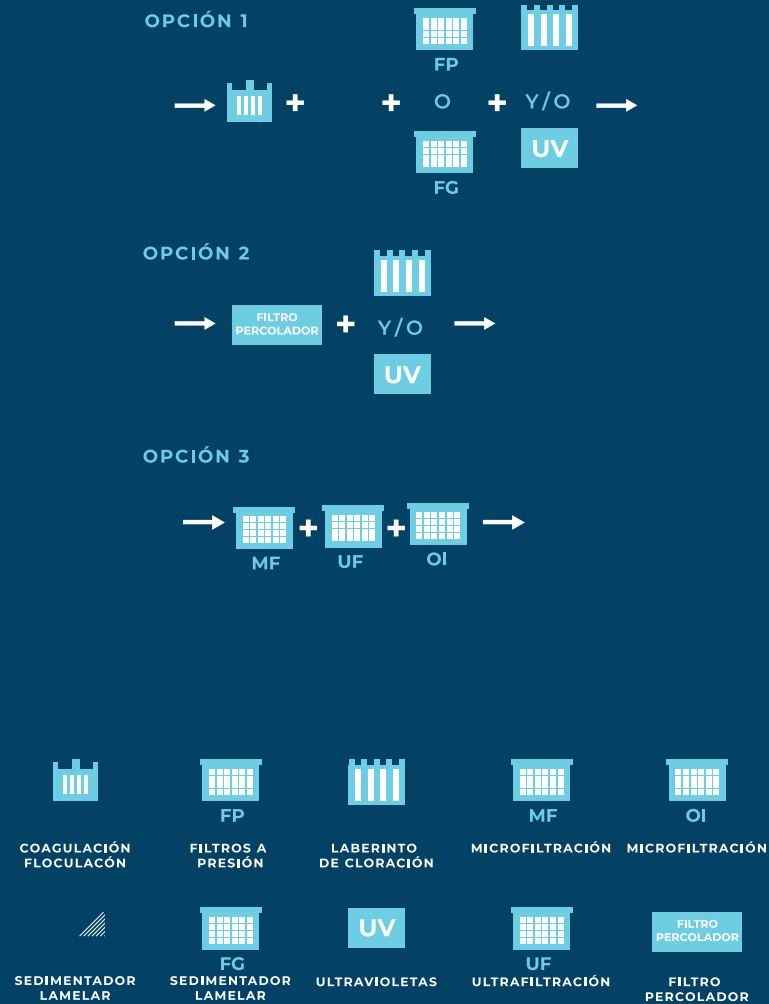 OPCIÓN 1
FP
+ + O + Y/O
UV
FG
OPCIÓN 2
FILTRO
PERCOLADOR
+ Y/O
UV
OPCIÓN 3
+ +
MF UF OI
FP MF OI
COAGULACIÓN
FLOCULACÓN
FILTROS A
PRESIÓN
LABERINTO
DE CLORACIÓN
MICROFILTRACIÓN
MICROFILTRACIÓN
UV
FILTRO
PERCOLADOR
FG UF
SEDIMENTADOR
LAMELAR
SEDIMENTADOR
LAMELAR
ULTRAVIOLETAS
ULTRAFILTRACIÓN
FILTRO
PERCOLADOR